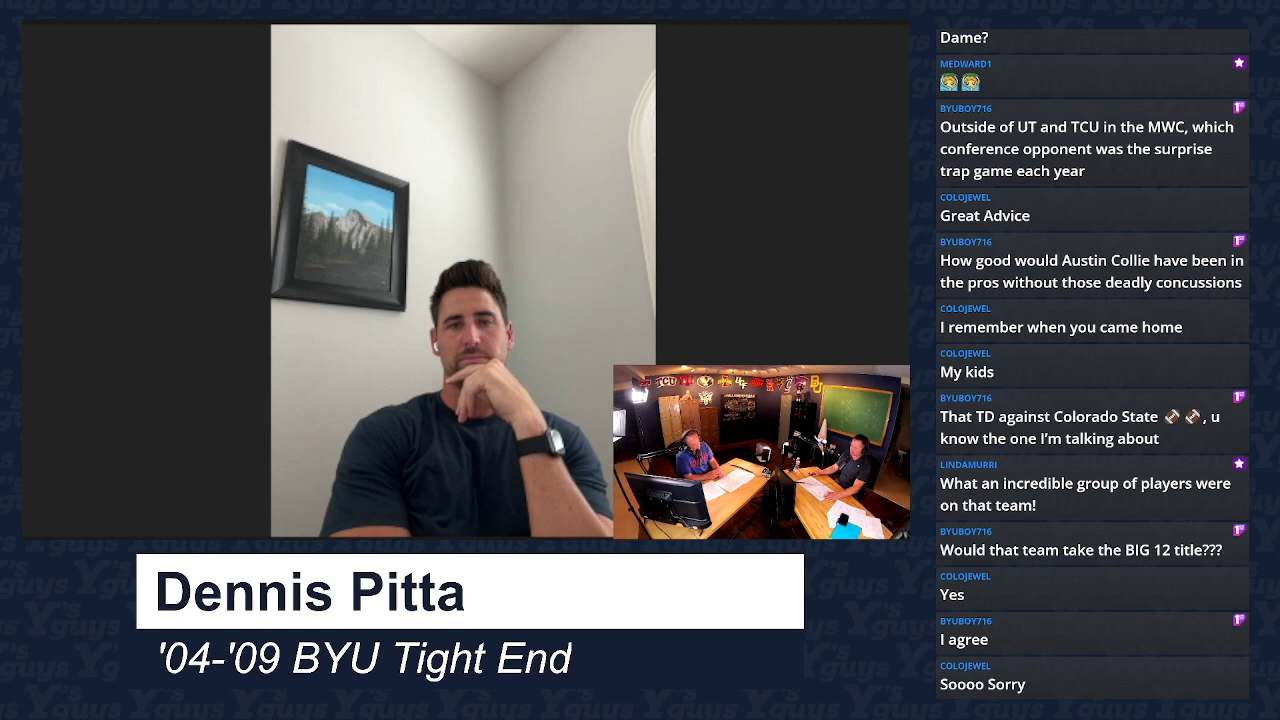 Dennis Pitta
'04-'09 BYU Tight End
TCU
BU
Dame?
MEDWARD1
BYUBOY716
Outside of UT and TCU in the MWC, which
conference opponent was the surprise
trap game each year
COLOJEWEL
Great Advice
BYUBOY716
How good would Austin Collie have been in
the pros without those deadly concussions
COLOJEWEL
I remember when you came home
COLOJEWEL
My kids
BYUBOY716
That TD against Colorado State 🏈 🏈, u
know the one I'm talking about
LINDAMURRI
What an incredible group of players were
on that team!
BYUBOY716
Would that team take the BIG 12 title???
COLOJEWEL
Yes
BYUBOY716
I agree
COLOJEWEL
Soooo Sorry